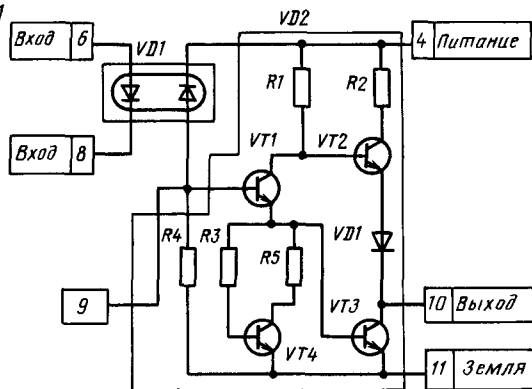 Вход 6
VD1
VD2
4 Питание
R1
R2
Вход 8
VT1
VT2
R4
R3
R5
VD1
9
VT3
10 Выход
VT4
11 Земля